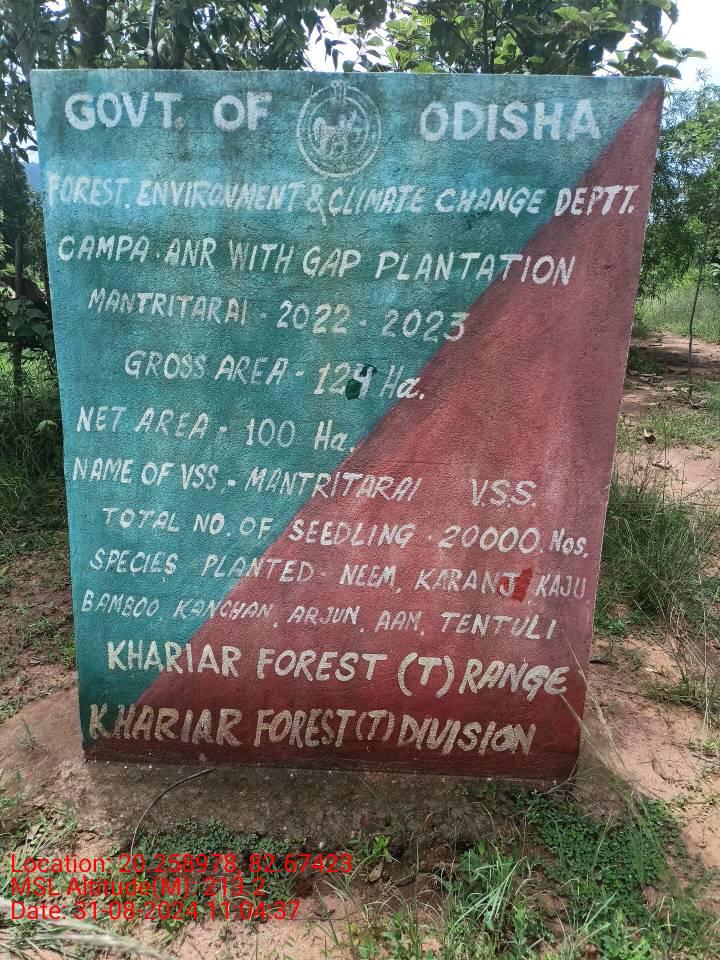 GOVT. OF ODISHA
FOREST, ENVIRONMENT & CLIMATE CHANGE DEPTT.
CAMPA. ANR WITH GAP PLANTATION
MANTRITARAI - 2022 - 2023
GROSS AREA - 124 Ha.
NET AREA - 100 Ha.
NAME OF VSS. - MANTRITARAI V.S.S.
TOTAL NO. OF SEEDLING - 20000. Nos.
SPECIES PLANTED - NEEM, KARANJ, KAJU
BAMBOO, KANCHAN, ARJUN, AAM, TENTULI
KHARIAR FOREST (T) RANGE
KHARIAR FOREST (T) DIVISION
Location: 20.258978, 82.67423
MSL Altitude(M): 213.2
Date: 31-08-2024 11:04:37